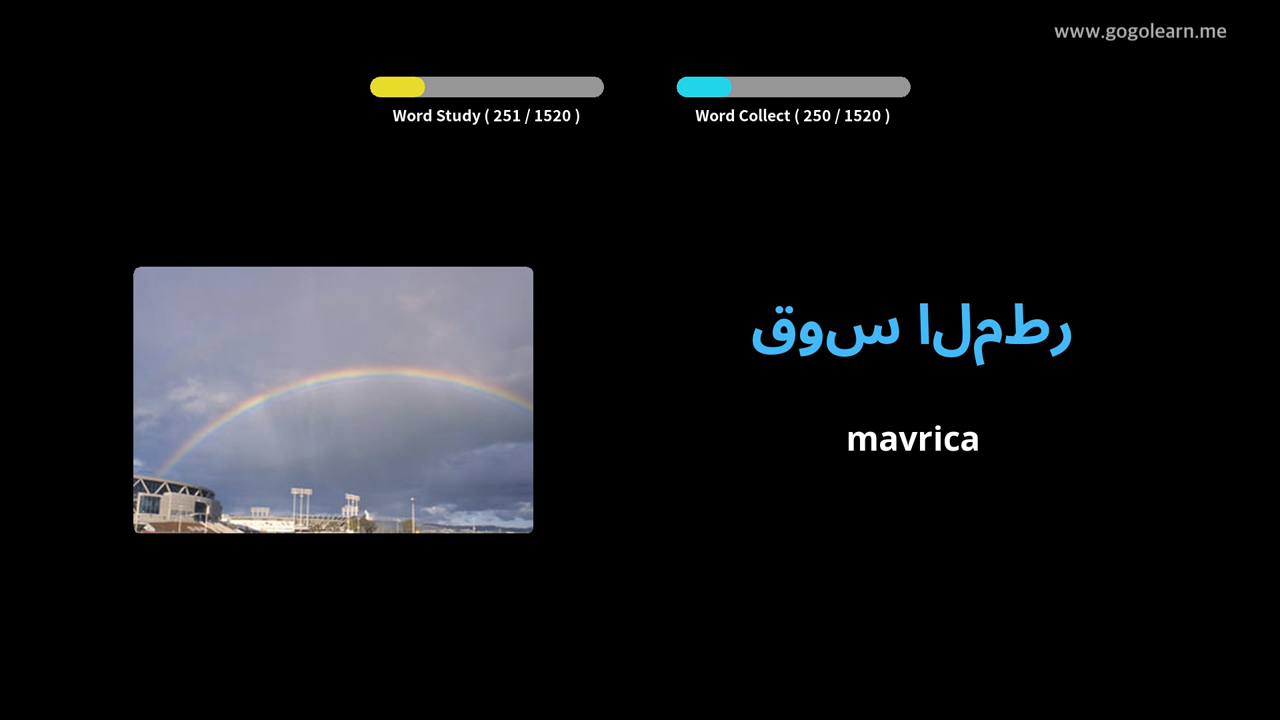 www.gogolearn.me
Word Study ( 251 / 1520 )
Word Collect ( 250 / 1520 )
قوس المطر
mavrica